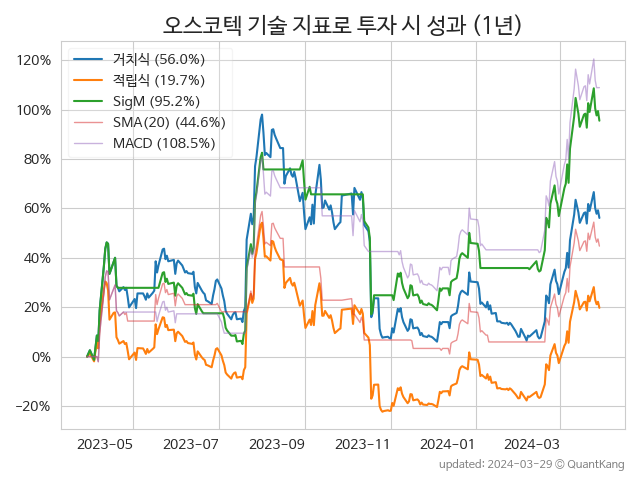 오스코텍 기술 지표로 투자 시 성과 (1년)
120%
100%
80%
60%
40%
20%
0%
−20%
거치식 (56.0%)
적립식 (19.7%)
SigM (95.2%)
SMA(20) (44.6%)
MACD (108.5%)
2023-05
2023-07
2023-09
2023-11
2024-01
2024-03
updated: 2024-03-29 © QuantKang